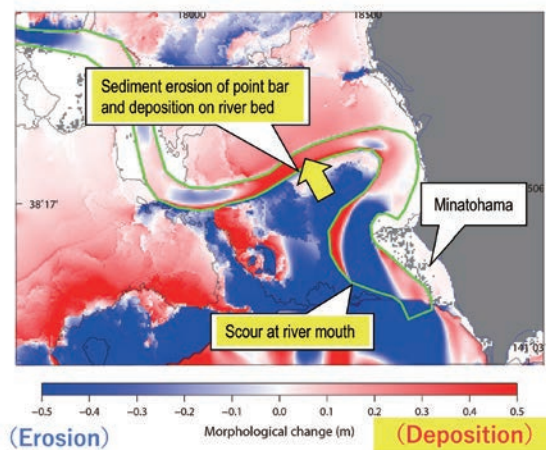 18000
18500
Sediment erosion of point bar
and deposition on river bed
38°17'
Minatohama
Scour at river mouth
−0.5 −0.4 −0.3 −0.2 −0.1 0.0 0.1 0.2 0.3 0.4 0.5
(Erosion)
Morphological change (m)
(Deposition)